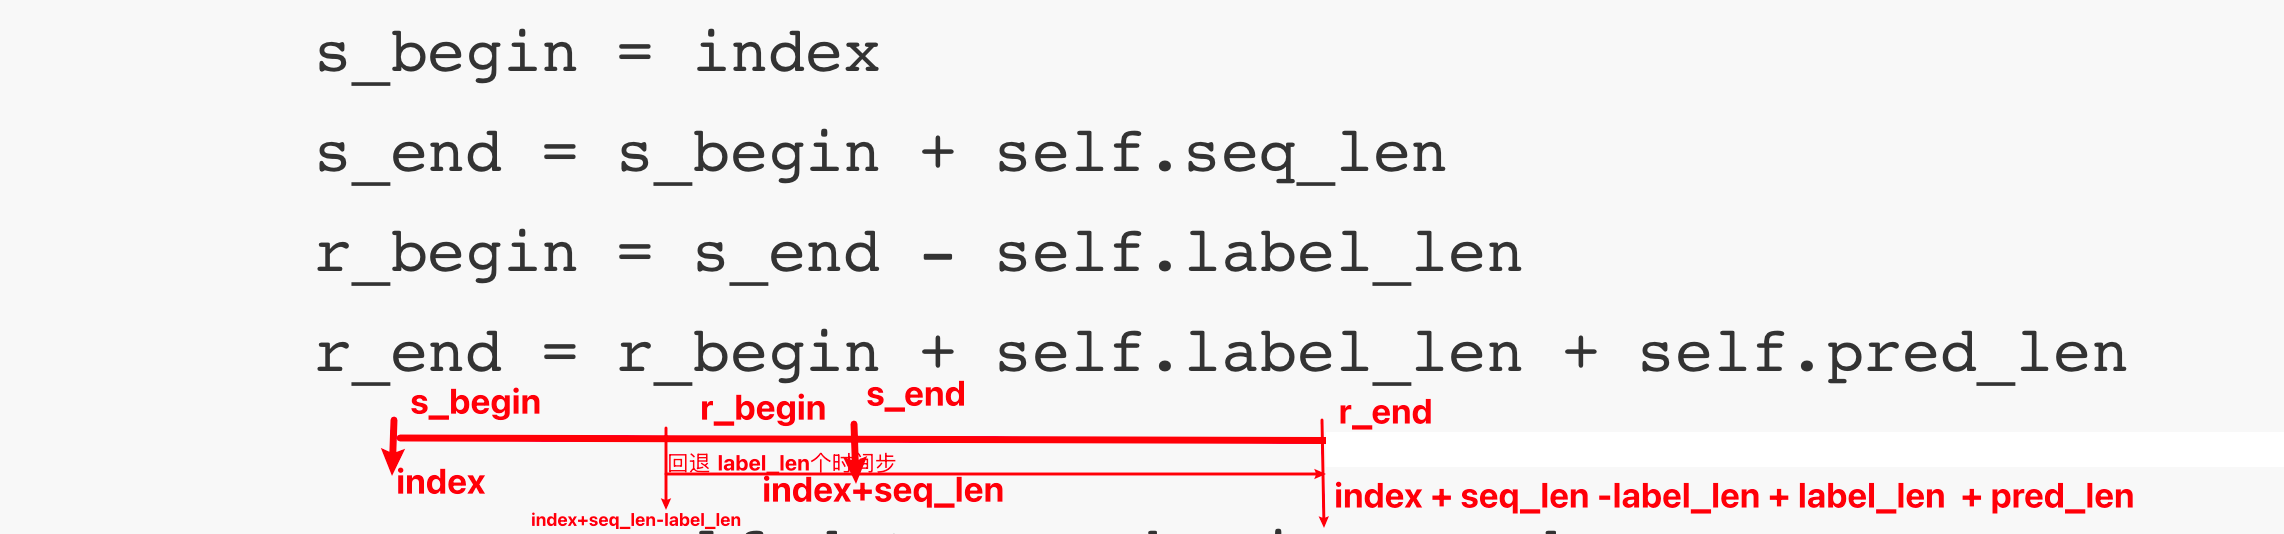 s_begin = index
s_end = s_begin + self.seq_len
r_begin = s_end - self.label_len
r_end = r_begin + self.label_len + self.pred_len
s_begin
r_begin
s_end
r_end
回退 label_len个时间步
index
index+seq_len
index + seq_len -label_len + label_len + pred_len
index+seq_len-label_len